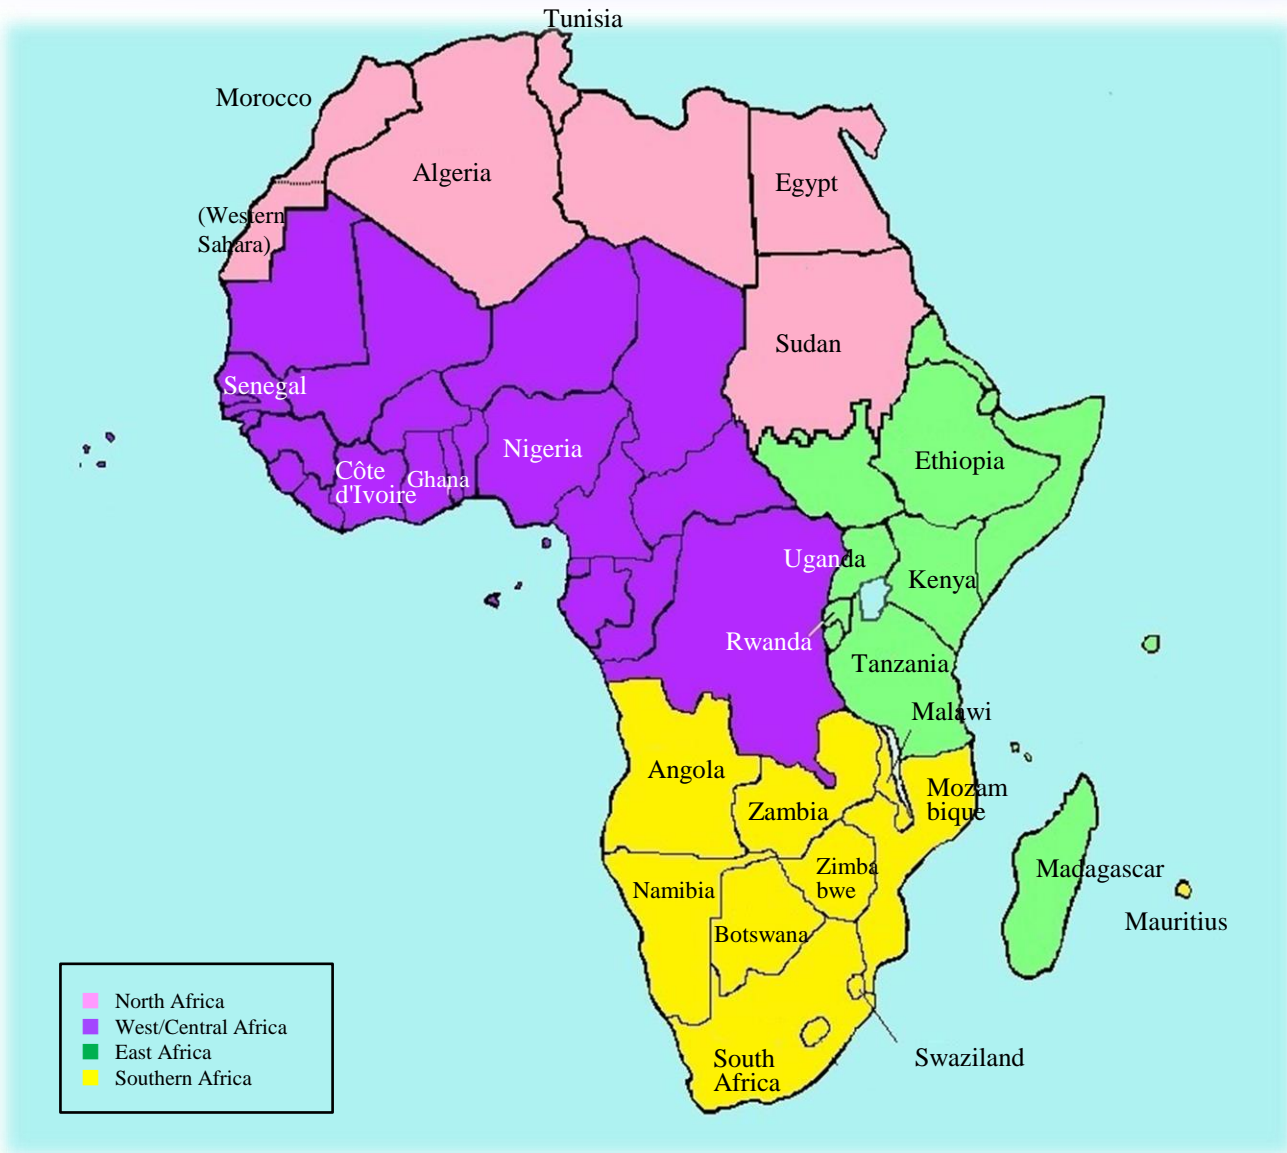 Tunisia
Morocco
Algeria
Egypt
(Western
Sahara)
Sudan
Senegal
Nigeria
Ethiopia
Côte
d'Ivoire
Ghana
Uganda
Kenya
Rwanda
Tanzania
Malawi
Angola
Mozam
bique
Zambia
Zimba
bwe
Madagascar
Namibia
Mauritius
Botswana
North Africa
West/Central Africa
East Africa
Southern Africa
South
Africa
Swaziland